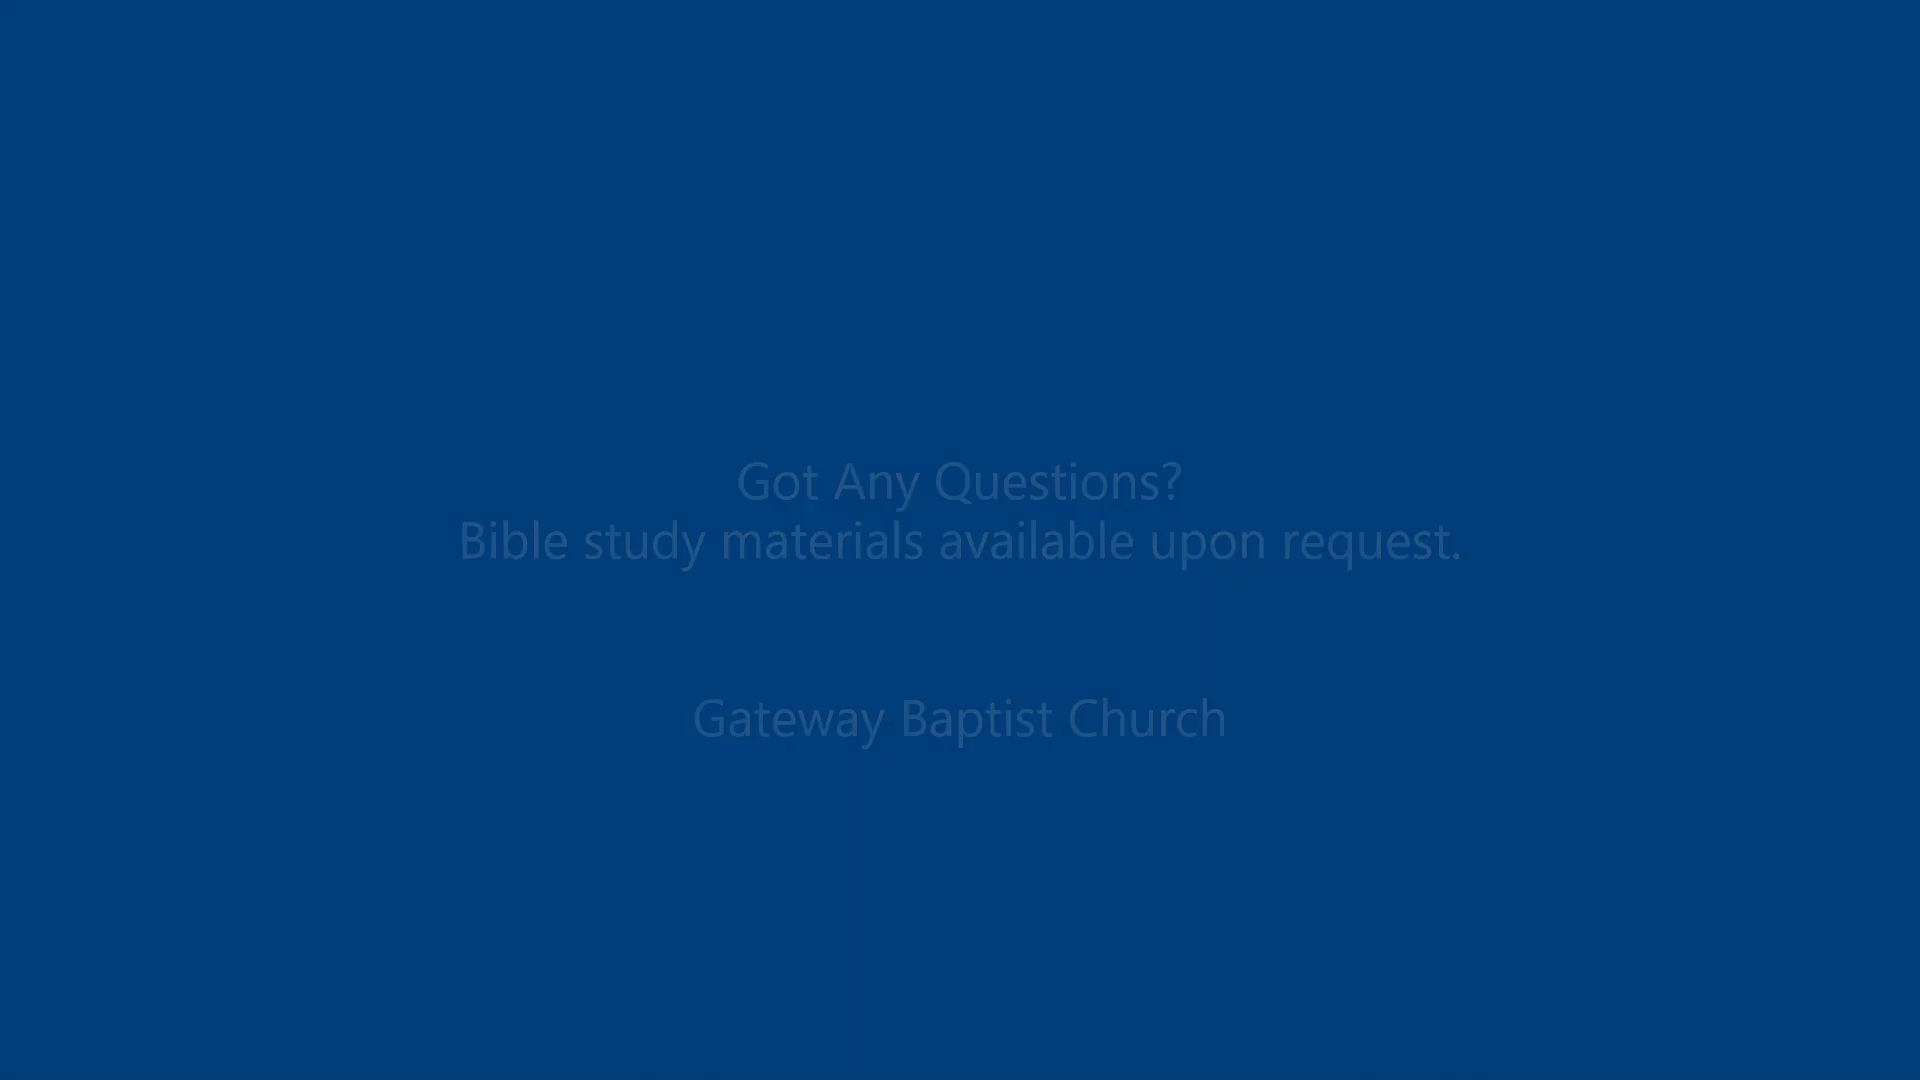 Got Any Questions?
Bible study materials available upon request.
Gateway Baptist Church